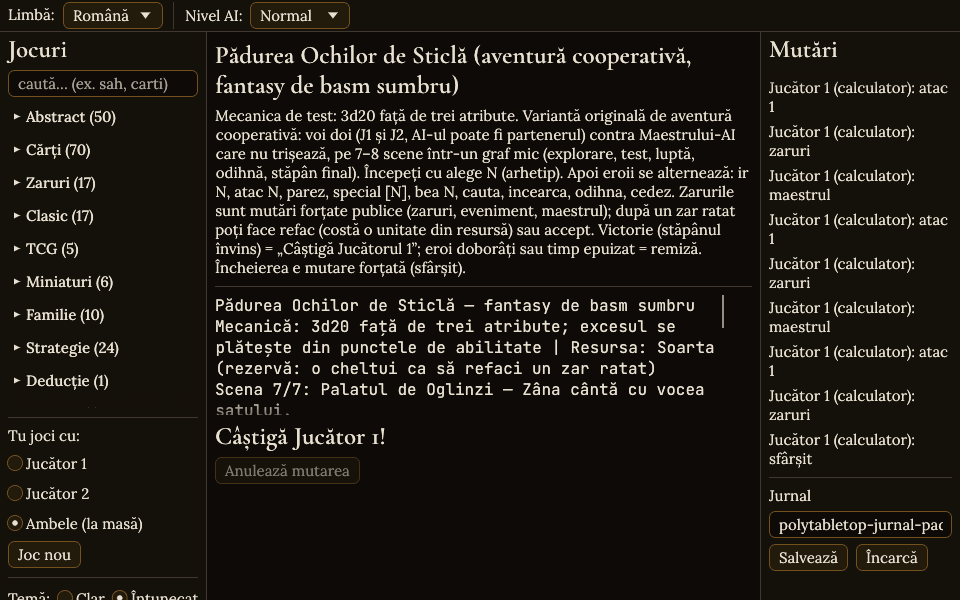 Limbă: Română ▼ Nivel AI: Normal ▼
Jocuri
caută... (ex. sah, carti)
▸ Abstract (50)
▸ Cărți (70)
▸ Zaruri (17)
▸ Clasic (17)
▸ TCG (5)
▸ Miniaturi (6)
▸ Familie (10)
▸ Strategie (24)
▸ Deducție (1)
Tu joci cu:
Jucător 1
Jucător 2
Ambele (la masă)
Joc nou
Temă: Clar Întunecat
Pădurea Ochilor de Sticlă (aventură cooperativă,
fantasy de basm sumbru)
Mecanica de test: 3d20 față de trei atribute. Variantă originală de aventură
cooperativă: voi doi (J1 și J2, AI-ul poate fi partenerul) contra Maestrului-AI
care nu trișează, pe 7–8 scene într-un graf mic (explorare, test, luptă,
odihnă, stăpân final). Începeți cu alege N (arhetip). Apoi eroii se alternează: ir
N, atac N, parez, special [N], bea N, cauta, incearca, odihna, cedez. Zarurile
sunt mutări forțate publice (zaruri, eveniment, maestrul); după un zar ratat
poți face refac (costă o unitate din resursă) sau accept. Victorie (stăpânul
învins) = „Câștigă Jucătorul 1”; eroi doborâți sau timp epuizat = remiză.
Încheierea e mutare forțată (sfârșit).
Pădurea Ochilor de Sticlă — fantasy de basm sumbru
Mecanică: 3d20 față de trei atribute; excesul se
plătește din punctele de abilitate | Resursa: Soarta
(rezervă: o cheltui ca să refaci un zar ratat)
Scena 7/7: Palatul de Oglinzi — Zâna cântă cu vocea
satului.
Câștigă Jucător 1!
Anulează mutarea
Mutări
Jucător 1 (calculator): atac
1
Jucător 1 (calculator):
zaruri
Jucător 1 (calculator):
maestrul
Jucător 1 (calculator): atac
1
Jucător 1 (calculator):
zaruri
Jucător 1 (calculator):
maestrul
Jucător 1 (calculator): atac
1
Jucător 1 (calculator):
zaruri
Jucător 1 (calculator):
sfârșit
Jurnal
polytabletop-jurnal-pad
Salvează Încarcă